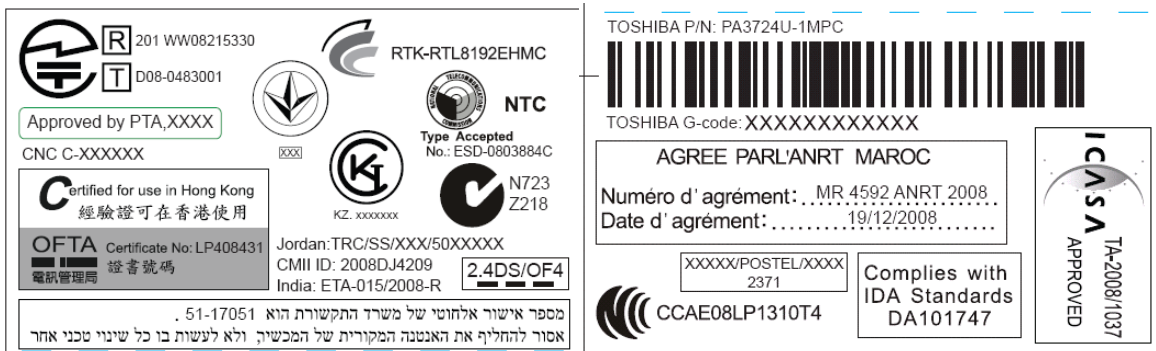 R 201 WW08215330
T D08-0483001
RTK-RTL8192EHMC
NATIONAL TELECOMMUNICATIONS COMMISSION
NTC
Type Accepted
No.: ESD-0803884C
Approved by PTA,XXXX
CNC C-XXXXXX
XXX
KZ. xxxxxxx
N723
Z218
Certified for use in Hong Kong
經驗證可在香港使用
OFTA Certificate No: LP408431
電訊管理局 證書號碼
Jordan:TRC/SS/XXX/50XXXXX
CMII ID: 2008DJ4209
India: ETA-015/2008-R
2.4DS/OF4
מספר אישור אלחוטי של משרד התקשורת הוא 51-17051 .
אסור להחליף את האנטנה המקורית של המכשיר, ולא לעשות בו כל שינוי טכני אחר
TOSHIBA P/N: PA3724U-1MPC
TOSHIBA G-code: XXXXXXXXXXXXX
AGREE PARL'ANRT MAROC
Numéro d'agrément: MR 4592 ANRT 2008
Date d'agrément: 19/12/2008
XXXXX/POSTEL/XXXX
2371
CCAE08LP1310T4
Complies with
IDA Standards
DA101747
ICASA
TA-2008/1037
APPROVED